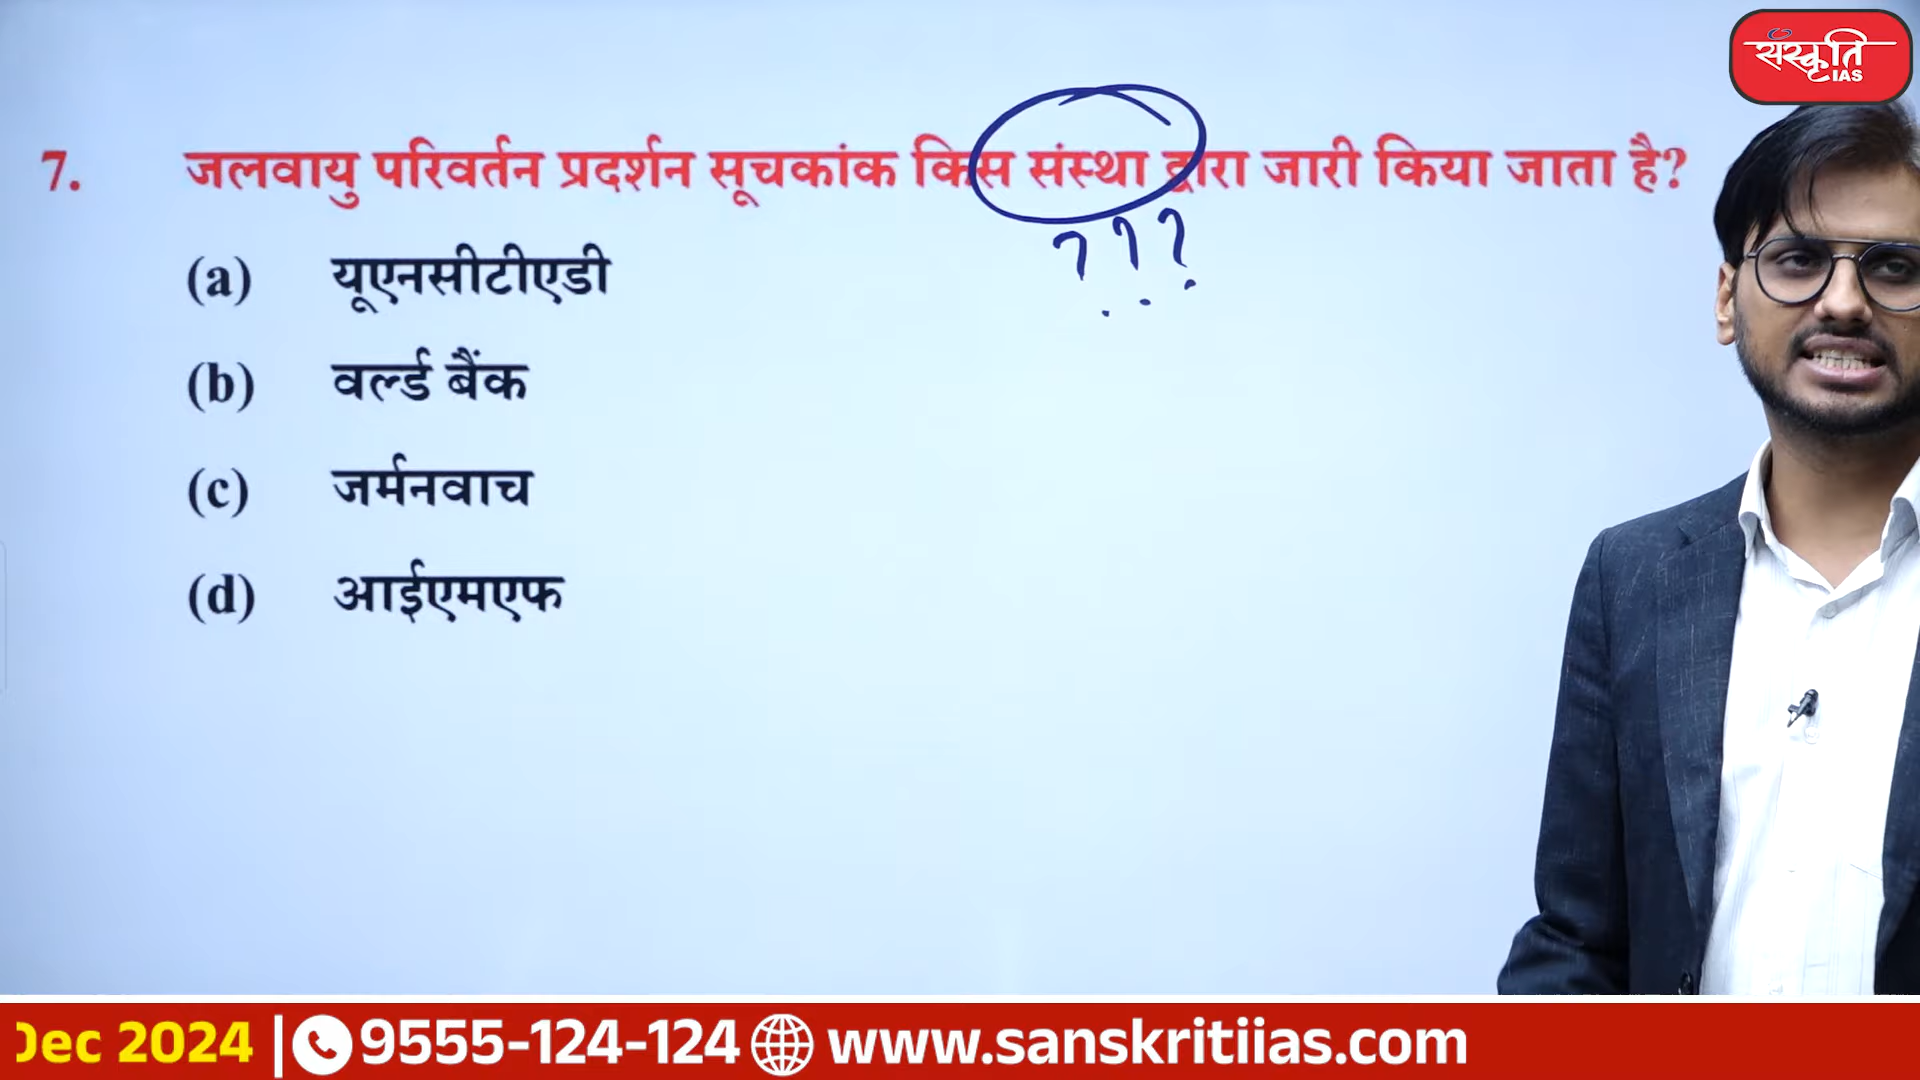 संस्कृति
IAS
7. जलवायु परिवर्तन प्रदर्शन सूचकांक किस संस्था द्वारा जारी किया जाता है?
? ? ?
(a) यूएनसीटीएडी
(b) वर्ल्ड बैंक
(c) जर्मनवाच
(d) आईएमएफ
Dec 2024 | 9555-124-124 www.sanskritiias.com